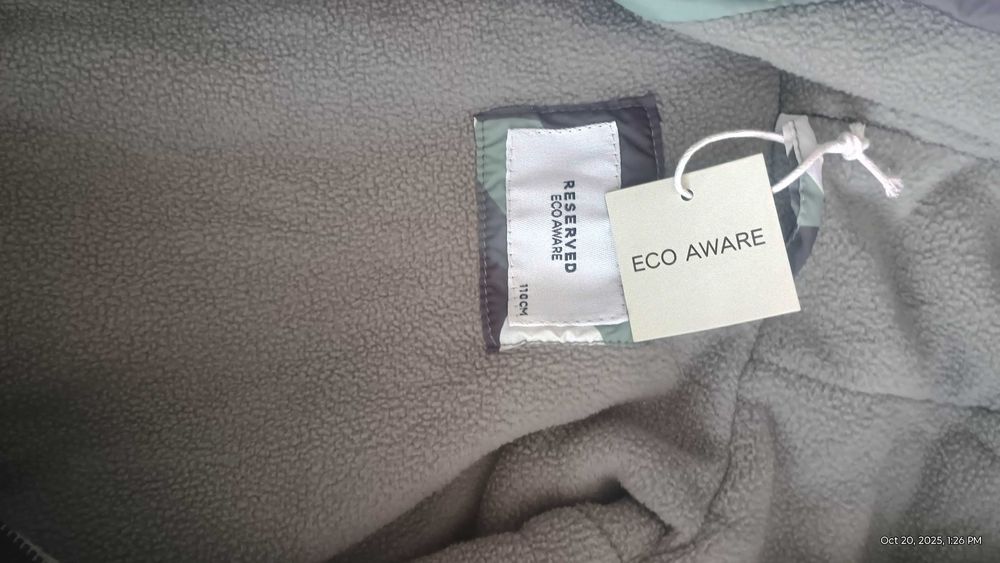 RESERVED
ECO AWARE
110CM
ECO AWARE
Oct 20, 2025, 1:26 PM